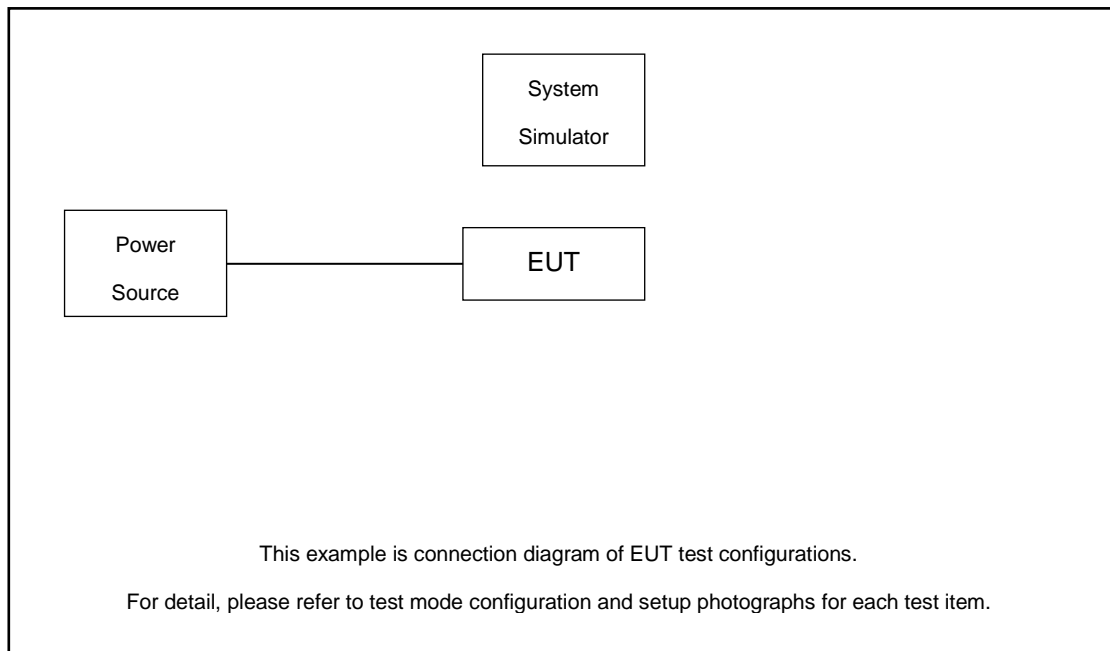 System
Simulator
Power
Source
EUT
This example is connection diagram of EUT test configurations.
For detail, please refer to test mode configuration and setup photographs for each test item.